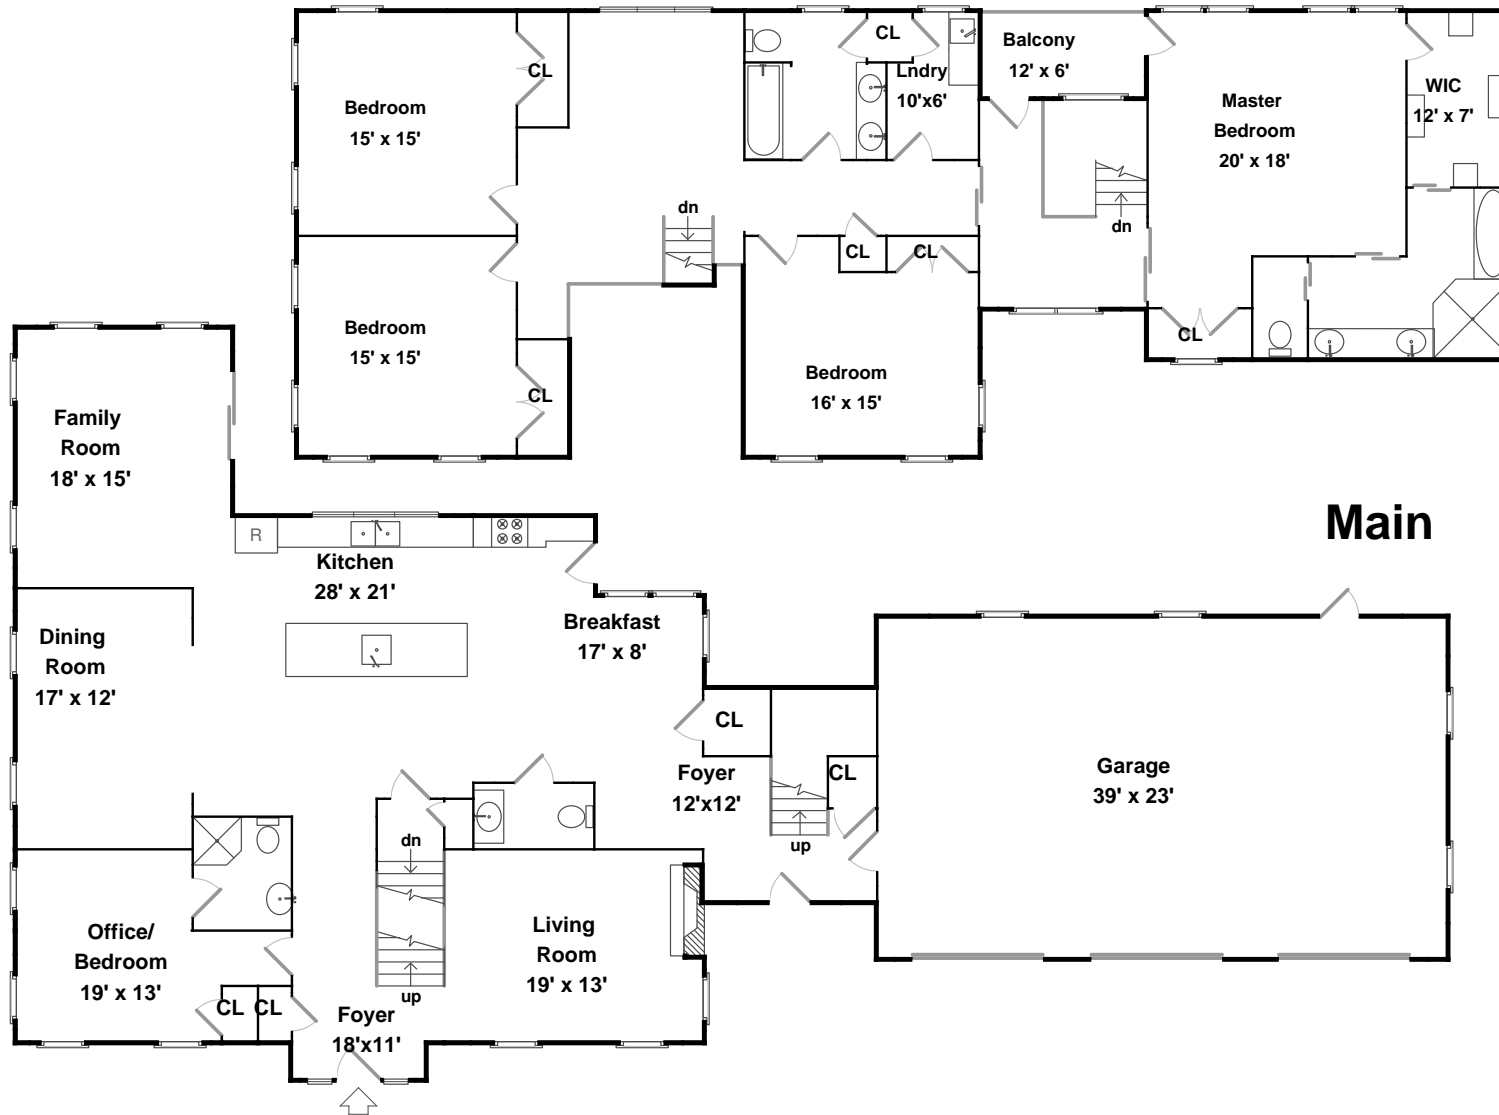 Bedroom
15' x 15'
CL
CL
Lndry
10'x6'
Balcony
12' x 6'
Master
Bedroom
20' x 18'
WIC
12' x 7'
dn
dn
CL
CL
Bedroom
15' x 15'
CL
Bedroom
16' x 15'
CL
Main
Family
Room
18' x 15'
R
Kitchen
28' x 21'
Breakfast
17' x 8'
Dining
Room
17' x 12'
CL
Foyer
12'x12'
CL
up
Garage
39' x 23'
dn
up
Office/
Bedroom
19' x 13'
CL
CL
Living
Room
19' x 13'
Foyer
18'x11'